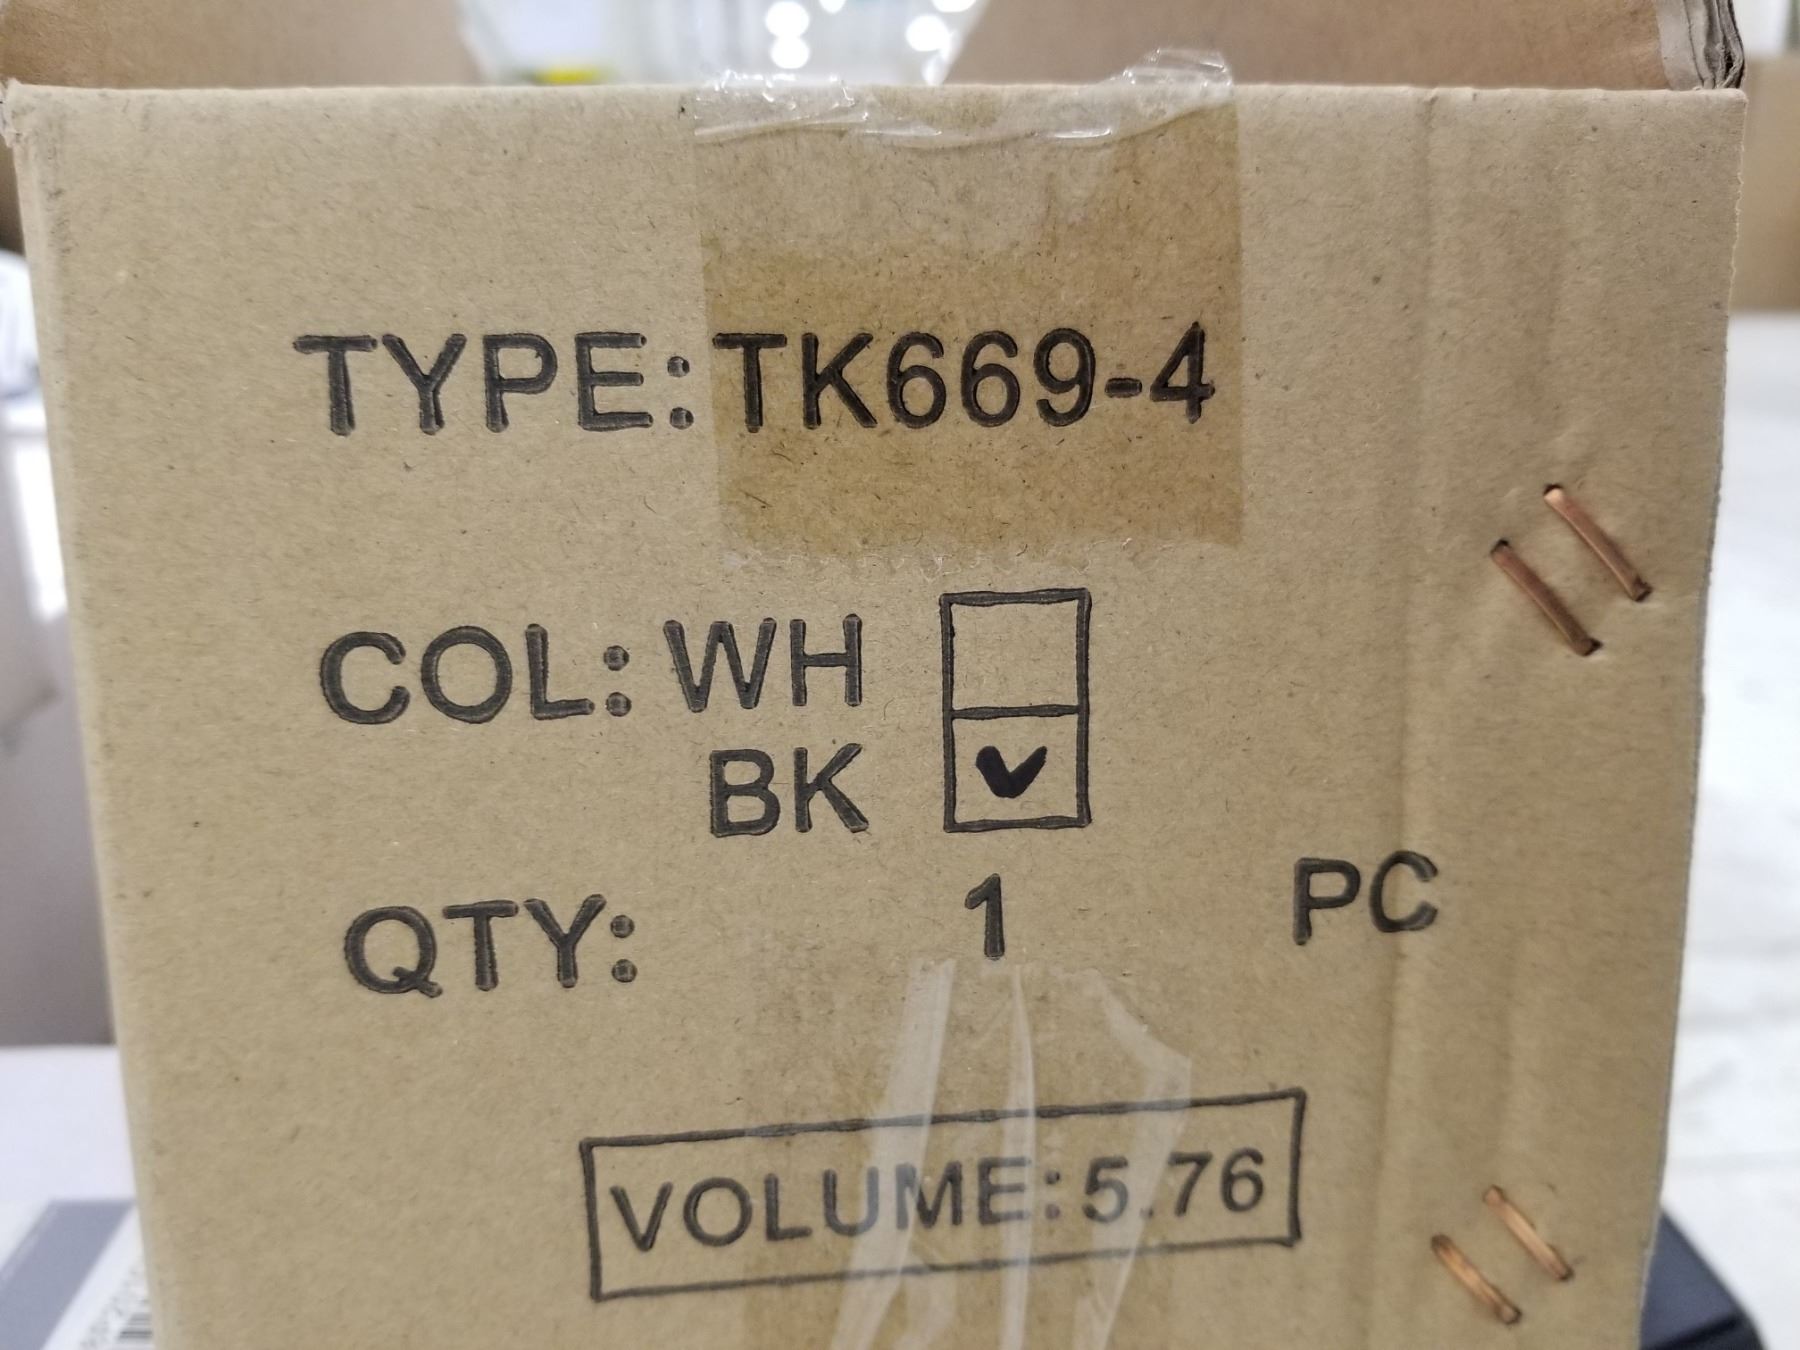 TYPE:TK669-4
COL: WH
BK
QTY: 1 PC
VOLUME:5.76